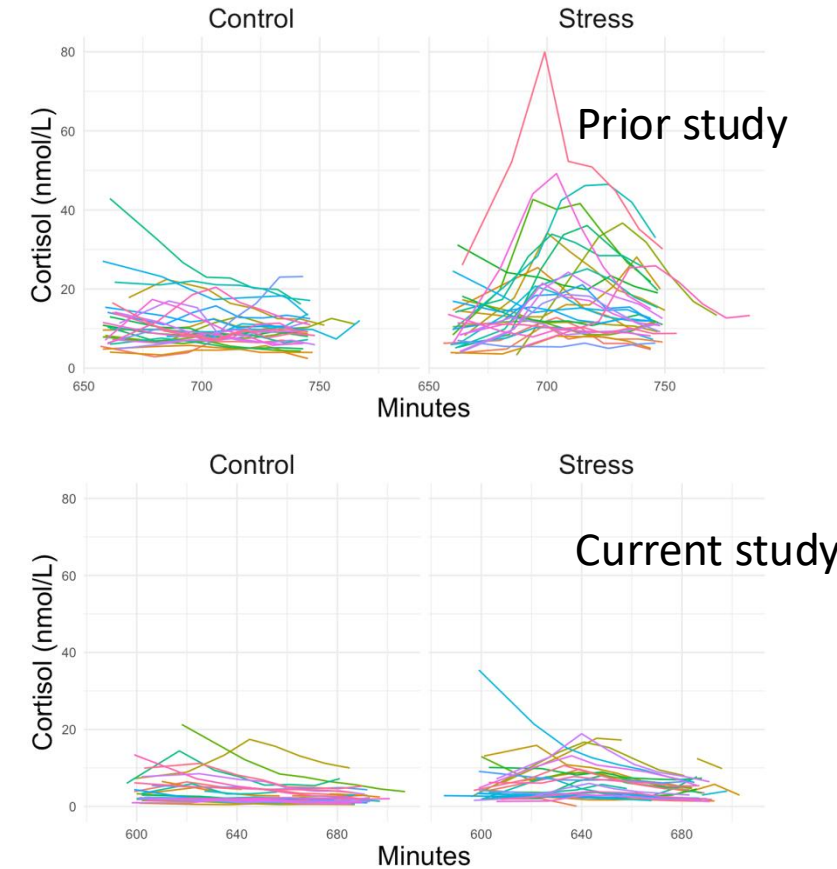 Control Stress
80
60
40
20
0
Cortisol (nmol/L)
Prior study
650 700 750 650 700 750
Minutes
Control Stress
80
60
40
20
0
Cortisol (nmol/L)
Current study
600 640 680 600 640 680
Minutes